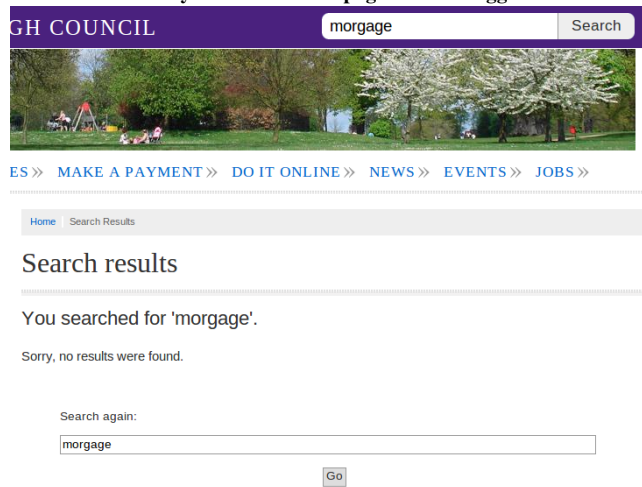 GH COUNCIL morgage Search
ES» MAKE A PAYMENT» DO IT ONLINE» NEWS» EVENTS» JOBS»
Home Search Results
Search results
You searched for 'morgage'.
Sorry, no results were found.
Search again:
morgage
Go